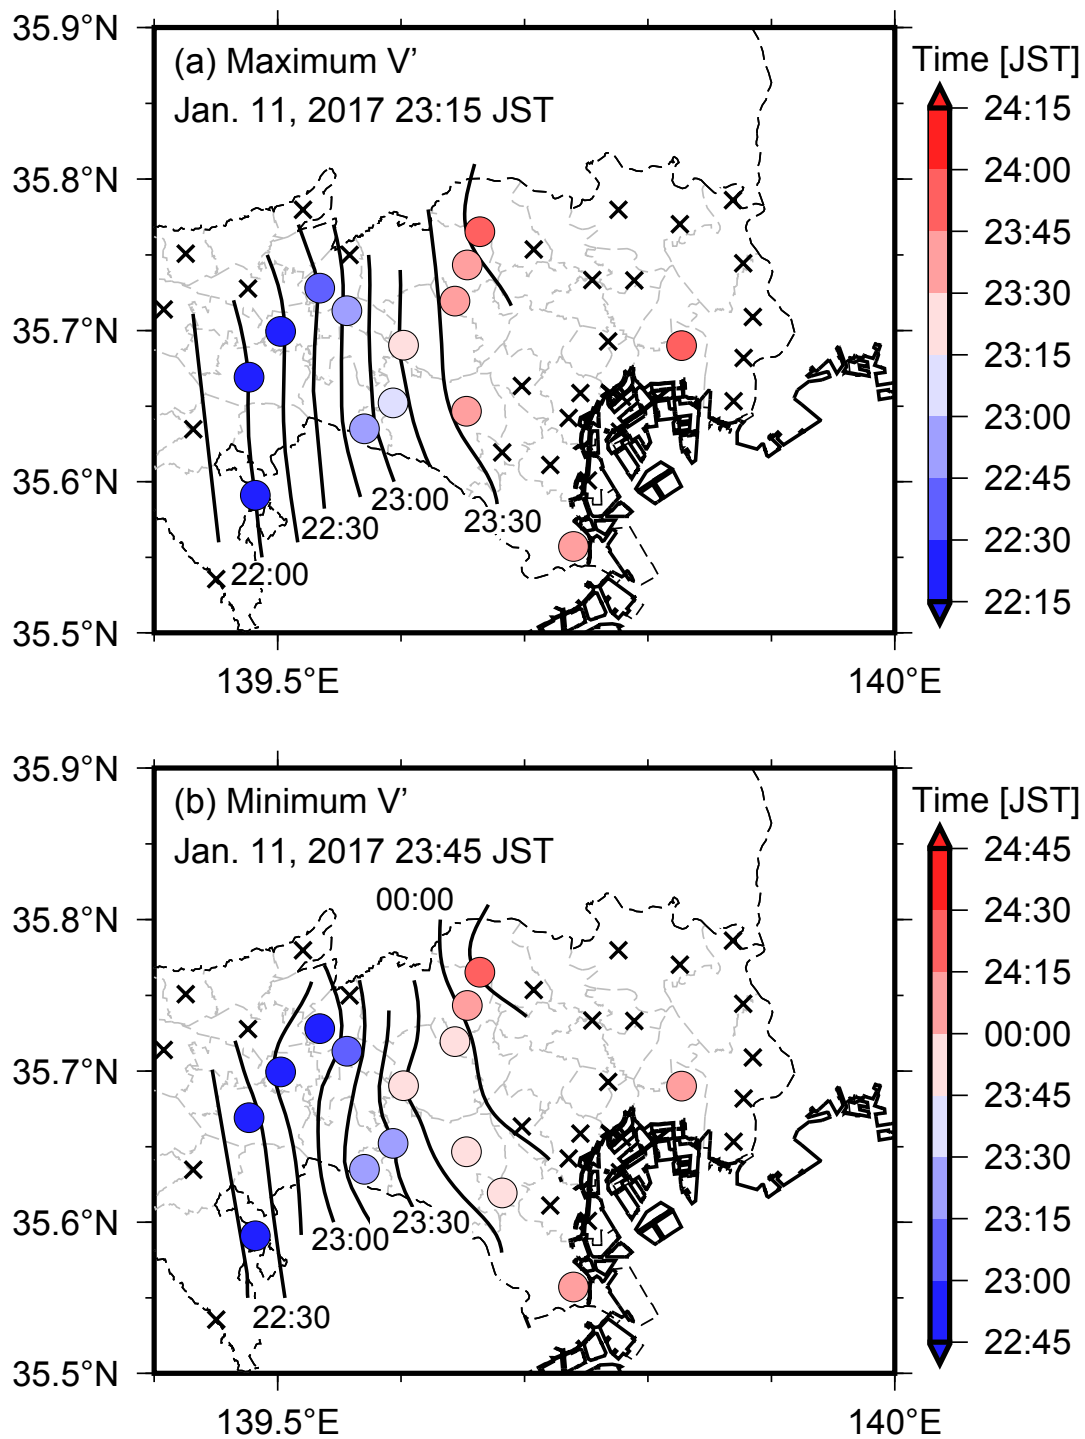 35.9°N
(a) Maximum V’
Time [JST]
Jan. 11, 2017 23:15 JST
24:15
24:00
35.8°N
23:45
23:30
35.7°N
23:15
23:00
22:45
35.6°N
23:00
22:30
23:30
22:30
22:00
22:15
35.5°N
139.5°E
140°E
35.9°N
(b) Minimum V’
Time [JST]
Jan. 11, 2017 23:45 JST
24:45
00:00
24:30
35.8°N
24:15
00:00
35.7°N
23:45
23:30
23:15
35.6°N
23:30
23:00
23:00
22:30
22:45
35.5°N
139.5°E
140°E